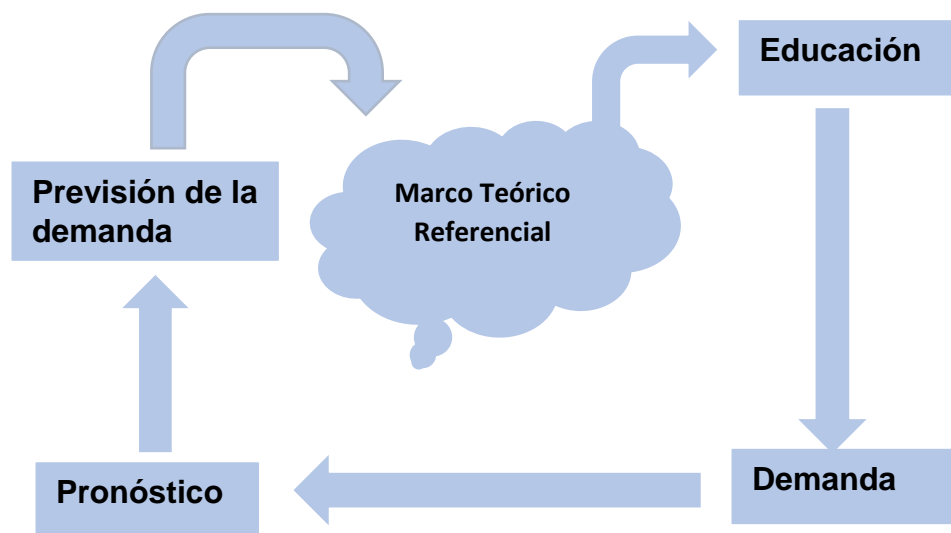 Educación
Marco Teórico
Referencial
Previsión de la
demanda
Pronóstico
Demanda